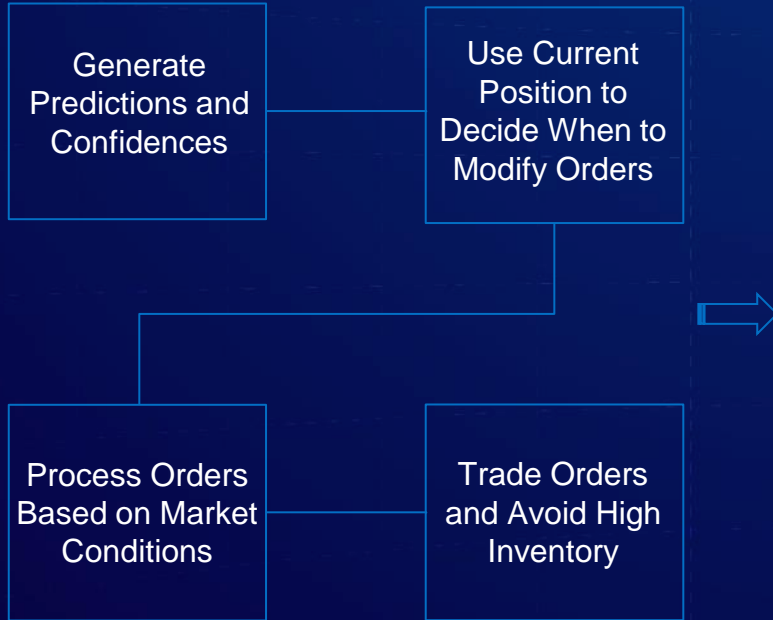 Generate
Predictions and
Confidences
Use Current
Position to
Decide When to
Modify Orders
Process Orders
Based on Market
Conditions
Trade Orders
and Avoid High
Inventory